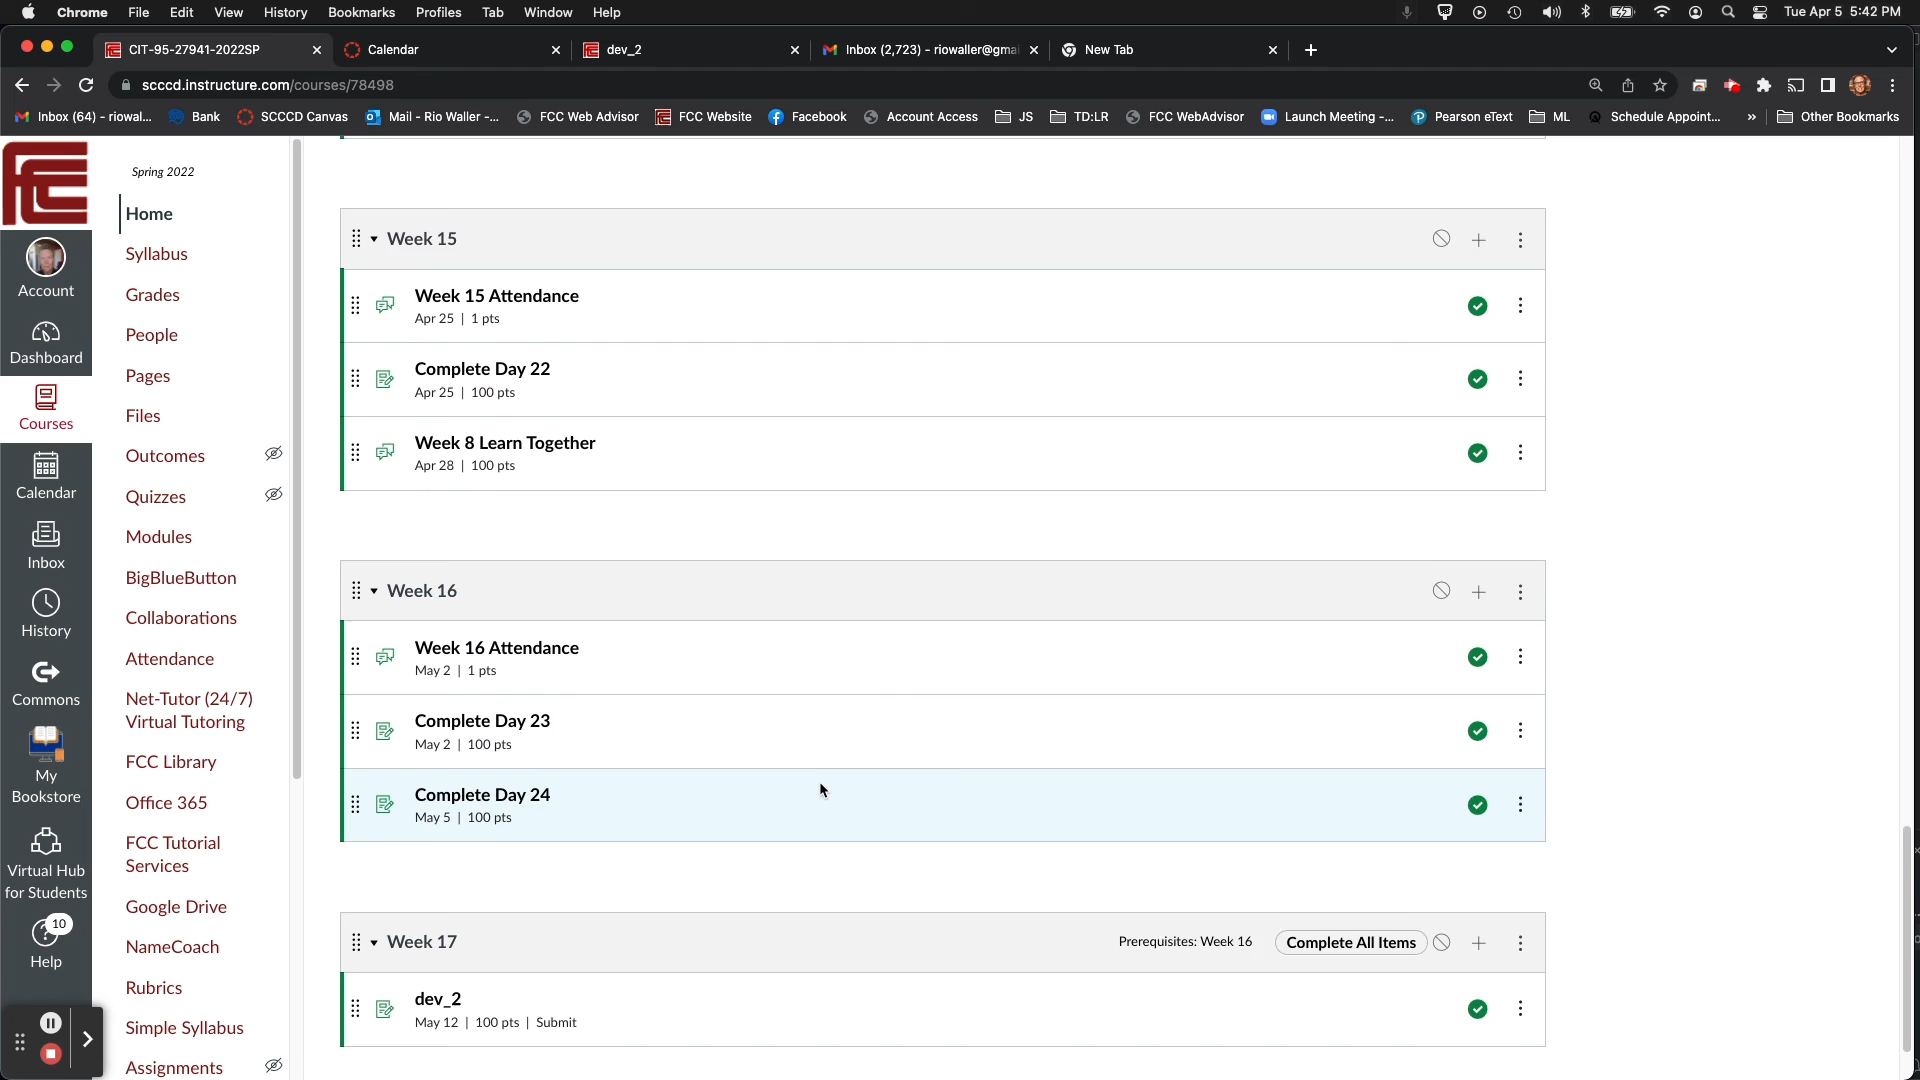 Chrome File Edit View History Bookmarks Profiles Tab Window Help Tue Apr 5 5:42 PM
CIT-95-27941-2022SP Calendar dev_2 Inbox (2,723) - riowaller@gma New Tab
scccd.instructure.com/courses/78498
Inbox (64) - riowal... Bank SCCCD Canvas Mail - Rio Waller -... FCC Web Advisor FCC Website Facebook Account Access JS TD:LR FCC WebAdvisor Launch Meeting -... Pearson eText ML Schedule Appoint... » Other Bookmarks
Account
Dashboard
Courses
Calendar
Inbox
History
Commons
My
Bookstore
Virtual Hub
for Students
10
Help
Spring 2022
Home
Syllabus
Grades
People
Pages
Files
Outcomes
Quizzes
Modules
BigBlueButton
Collaborations
Attendance
Net-Tutor (24/7)
Virtual Tutoring
FCC Library
Office 365
FCC Tutorial
Services
Google Drive
NameCoach
Rubrics
Simple Syllabus
Assignments
Week 15
Week 15 Attendance
Apr 25 | 1 pts
Complete Day 22
Apr 25 | 100 pts
Week 8 Learn Together
Apr 28 | 100 pts
Week 16
Week 16 Attendance
May 2 | 1 pts
Complete Day 23
May 2 | 100 pts
Complete Day 24
May 5 | 100 pts
Week 17 Prerequisites: Week 16 Complete All Items
dev_2
May 12 | 100 pts | Submit